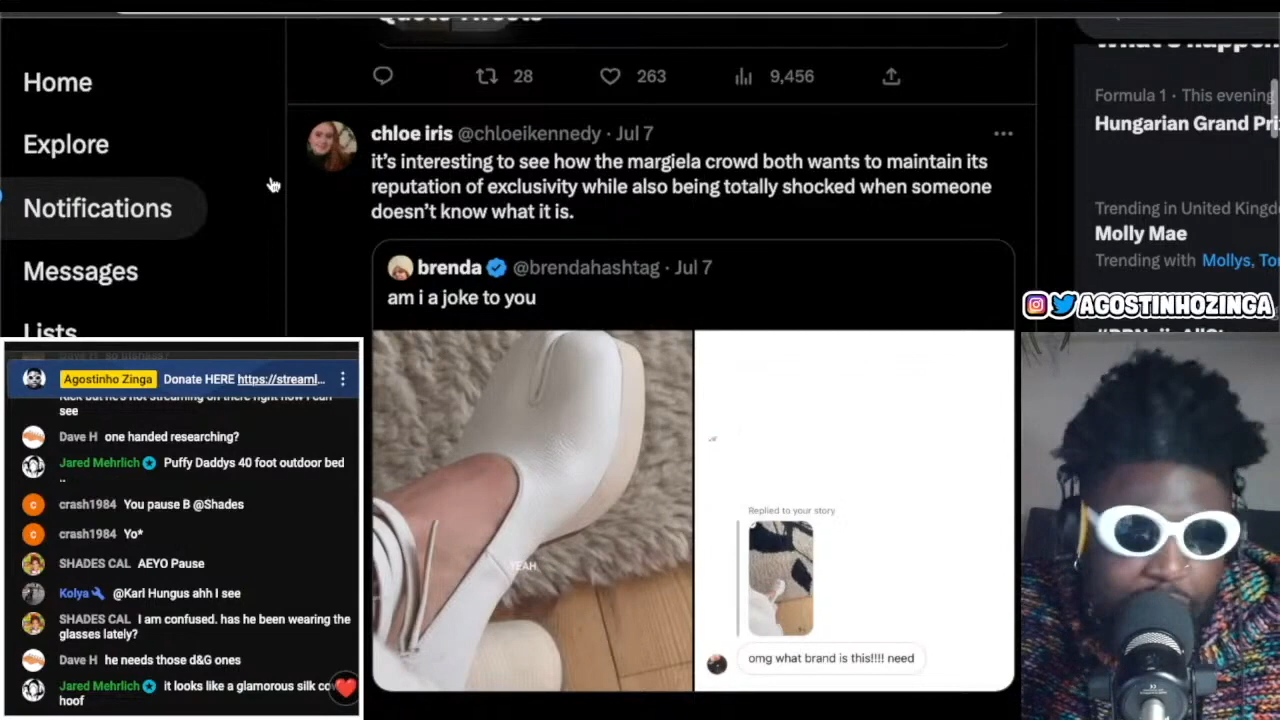 Quote Tweets
Home
Explore
Notifications
Messages
Lists
28
263
9,456
chloe iris @chloeikennedy · Jul 7
it's interesting to see how the margiela crowd both wants to maintain its
reputation of exclusivity while also being totally shocked when someone
doesn't know what it is.
brenda @brendahashtag · Jul 7
am i a joke to you
YEAH
Replied to your story
omg what brand is this!!!! need
What's happen
Formula 1 · This evening
Hungarian Grand Pri
Trending in United Kingd
Molly Mae
Trending with Mollys, To
AGOSTINHOZINGA
Agostinho Zinga Donate HERE https://streaml...
see
Dave H one handed researching?
Jared Mehrlich Puffy Daddys 40 foot outdoor bed
..
crash1984 You pause B @Shades
crash1984 Yo*
SHADES CAL AEYO Pause
Kolya @Karl Hungus ahh I see
SHADES CAL I am confused. has he been wearing the
glasses lately?
Dave H he needs those d&G ones
Jared Mehrlich it looks like a glamorous silk co
hoof